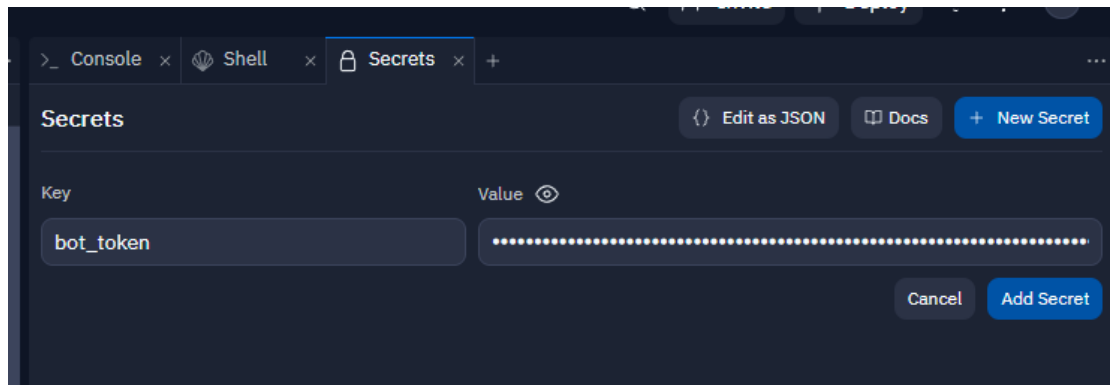 Console
Shell
Secrets
Secrets
{} Edit as JSON
Docs
+ New Secret
Key
Value
bot_token
••••••••••••••••••••••••••••••••••••••••••••••••••••••••••••••••••••••••
Cancel
Add Secret